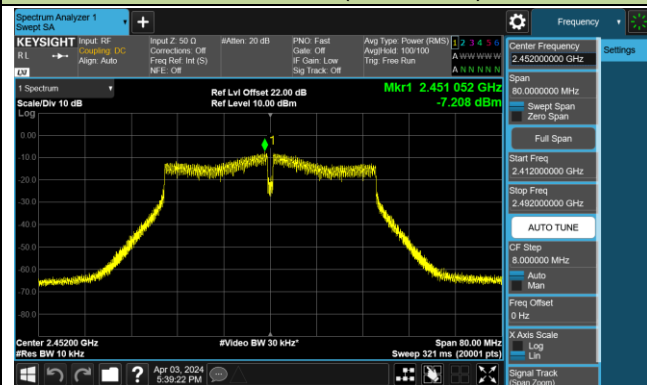 Spectrum Analyzer 1
Swept SA
Frequency
KEYSIGHT
Input: RF
Input Z: 50 Ω
#Atten: 20 dB
PNO: Fast
Avg Type: Power (RMS)
1 2 3 4 5 6
RL
Coupling: DC
Corrections: Off
Gate: Off
Avg|Hold: 100/100
A W W W W W
Align: Auto
Freq Ref: Int (S)
IF Gain: Low
Trig: Free Run
LXI
NFE: Off
Sig Track: Off
A N N N N N
1 Spectrum
Scale/Div 10 dB
Ref Lvl Offset 22.00 dB
Ref Level 10.00 dBm
Mkr1 2.451 052 GHz
-7.208 dBm
Log
1
0.00
-10.0
-20.0
-30.0
-40.0
-50.0
-60.0
-70.0
-80.0
Center 2.45200 GHz
#Video BW 30 kHz*
Span 80.00 MHz
#Res BW 10 kHz
Sweep 321 ms (20001 pts)
Apr 03, 2024
5:39:22 PM
Center Frequency
2.452000000 GHz
Settings
Span
80.0000000 MHz
Swept Span
Zero Span
Full Span
Start Freq
2.412000000 GHz
Stop Freq
2.492000000 GHz
AUTO TUNE
CF Step
8.000000 MHz
Auto
Man
Freq Offset
0 Hz
X Axis Scale
Log
Lin
Signal Track
(Span Zoom)